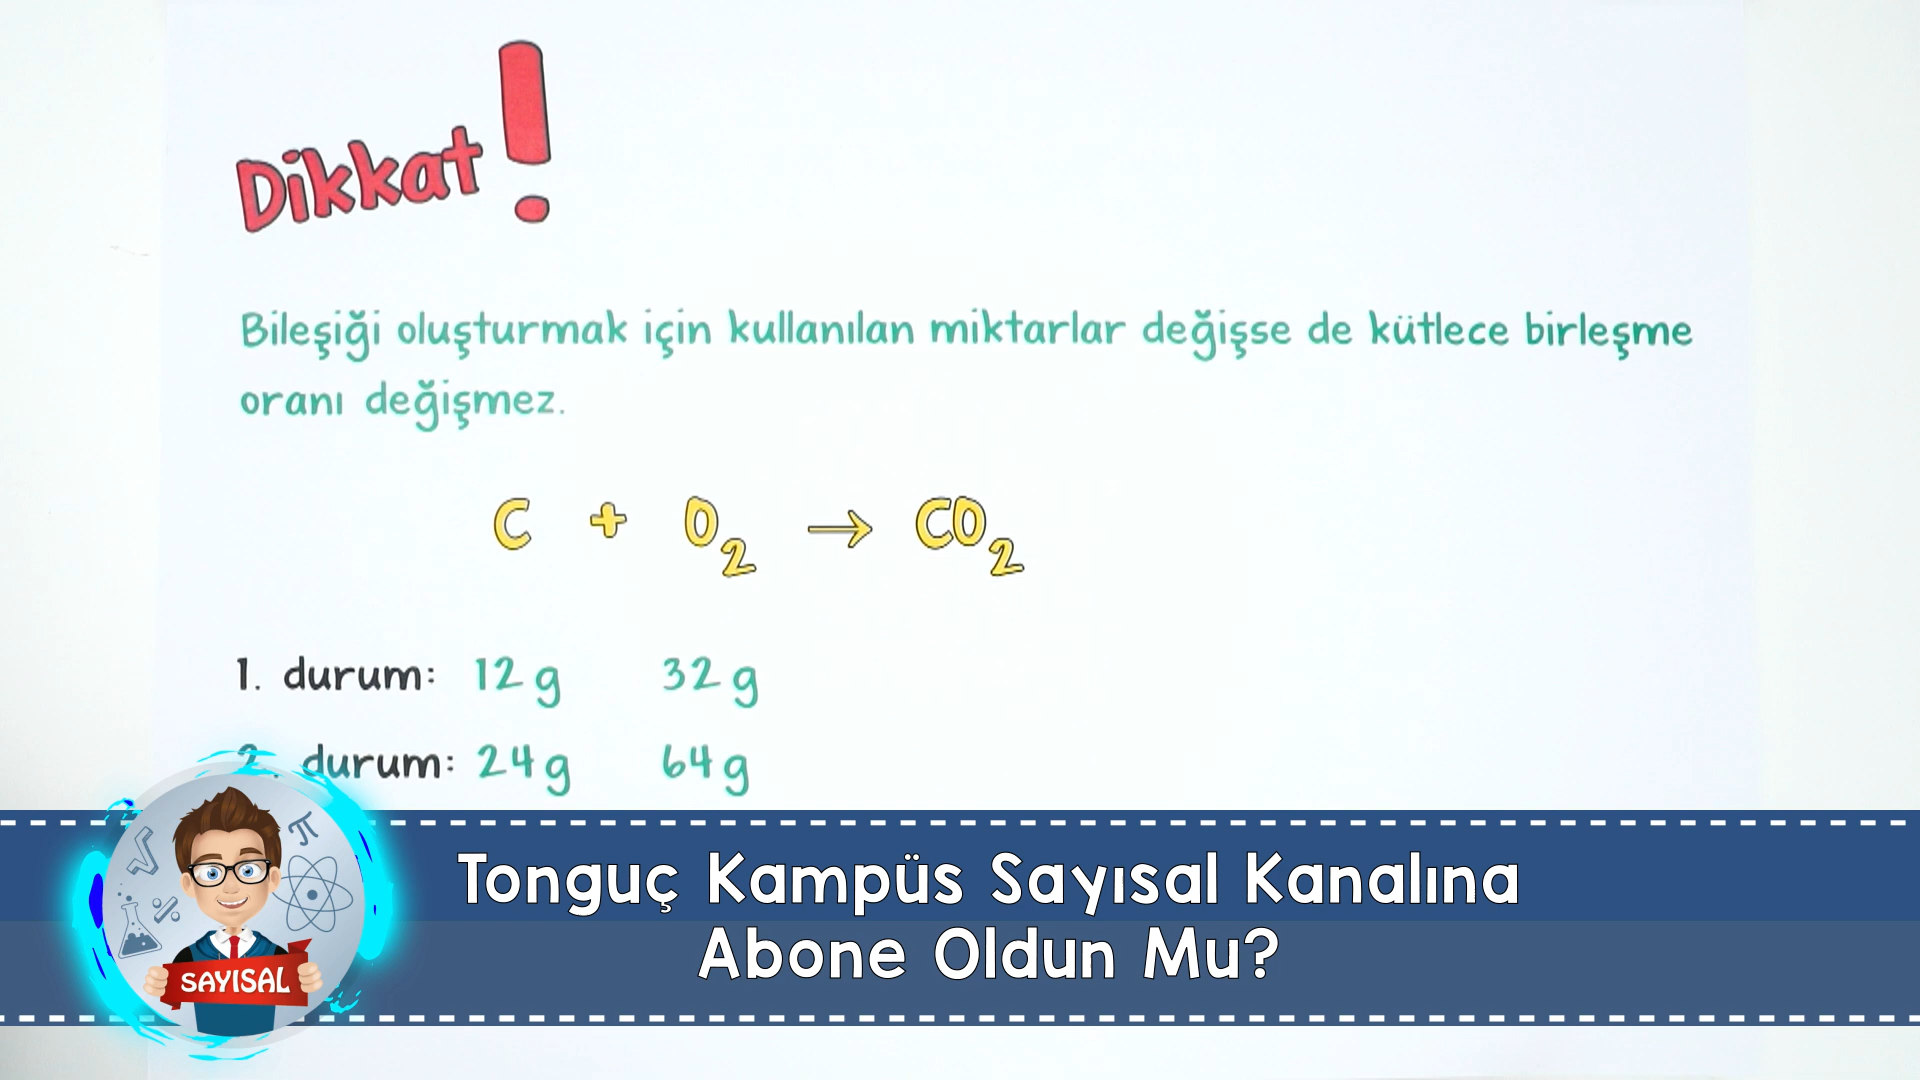 Dikkat!
Bileşiği oluşturmak için kullanılan miktarlar değişse de kütlece birleşme
oranı değişmez.
C + O₂ → CO₂
1. durum: 12 g 32 g
2. durum: 24 g 64 g
Tonguç Kampüs Sayısal Kanalına
Abone Oldun Mu?
SAYISAL